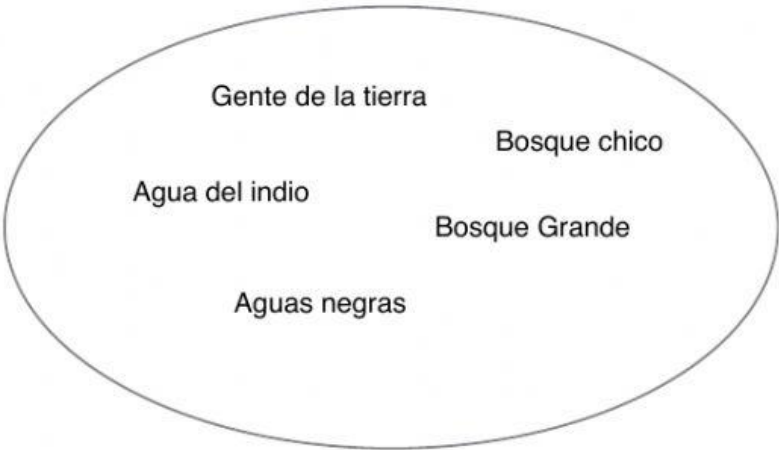 Gente de la tierra
Bosque chico
Agua del indio
Bosque Grande
Aguas negras